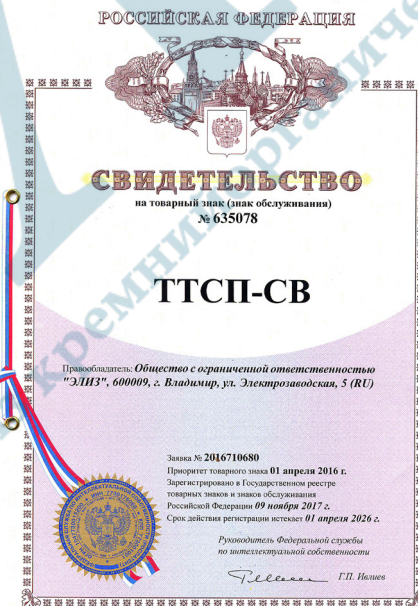 РОССИЙСКАЯ ФЕДЕРАЦИЯ
СВИДЕТЕЛЬСТВО
на товарный знак (знак обслуживания)
№ 635078
ТТСП-СВ
Правообладатель: Общество с ограниченной ответственностью
"ЭЛИЗ", 600009, г. Владимир, ул. Электрозаводская, 5 (RU)
Заявка № 2016710680
Приоритет товарного знака 01 апреля 2016 г.
Зарегистрировано в Государственном реестре
товарных знаков и знаков обслуживания
Российской Федерации 09 ноября 2017 г.
Срок действия регистрации истекает 01 апреля 2026 г.
Руководитель Федеральной службы
по интеллектуальной собственности
Г.П. Ивлиев